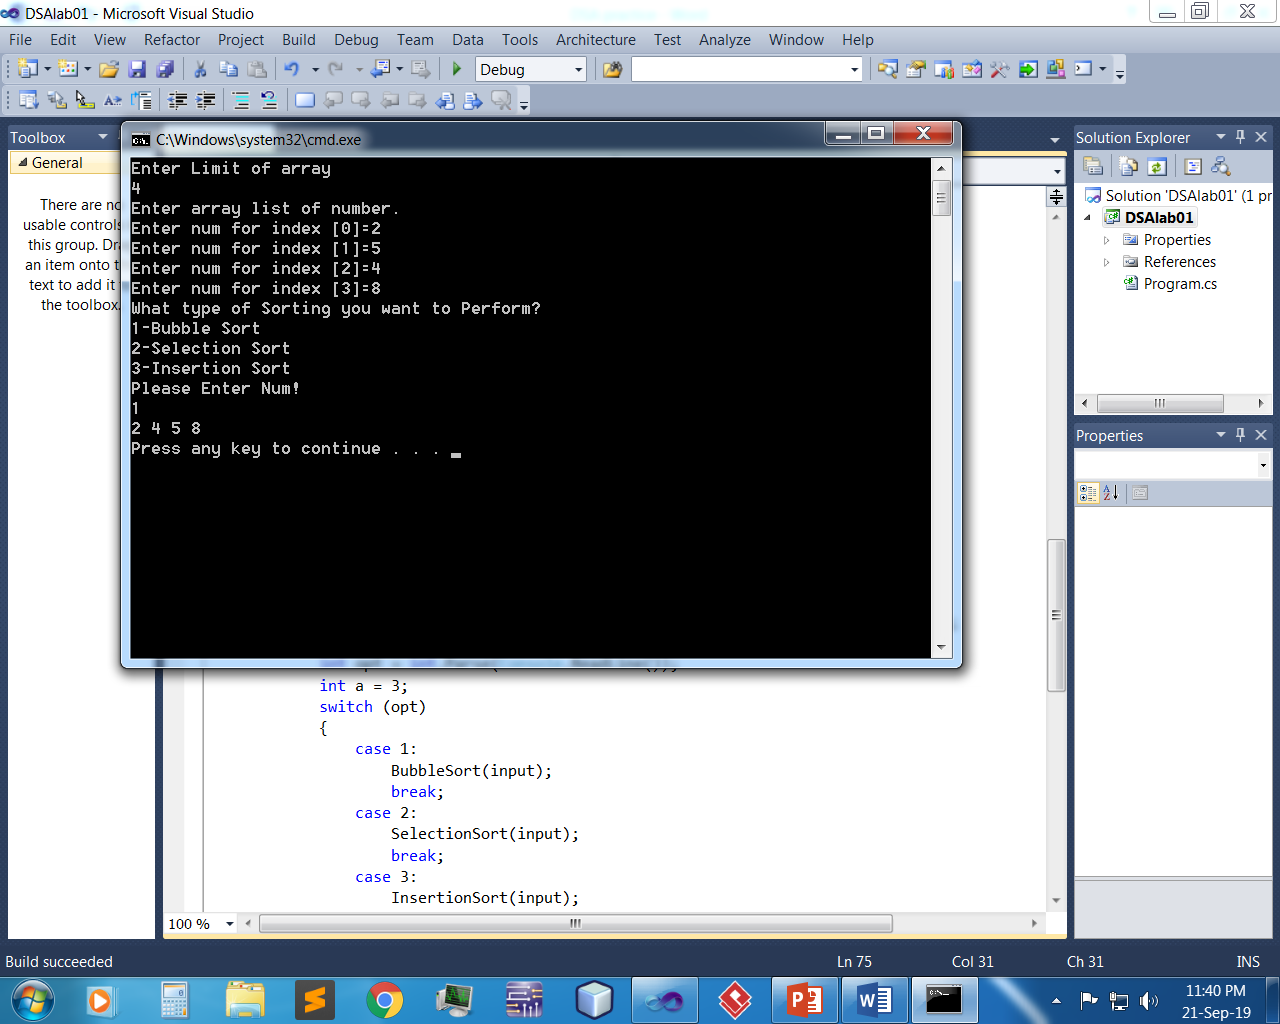 DSAlab01 - Microsoft Visual Studio
File Edit View Refactor Project Build Debug Team Data Tools Architecture Test Analyze Window Help
Debug
Toolbox
General
There are no
usable controls
this group. Dra
an item onto t
text to add it
the toolbox.
C:\Windows\system32\cmd.exe
Enter Limit of array
4
Enter array list of number.
Enter num for index [0]=2
Enter num for index [1]=5
Enter num for index [2]=4
Enter num for index [3]=8
What type of Sorting you want to Perform?
1-Bubble Sort
2-Selection Sort
3-Insertion Sort
Please Enter Num!
1
2 4 5 8
Press any key to continue . . .
int a = 3;
switch (opt)
{
case 1:
BubbleSort(input);
break;
case 2:
SelectionSort(input);
break;
case 3:
InsertionSort(input);
100 %
Solution Explorer
Solution 'DSAlab01' (1 pr
DSAlab01
Properties
References
Program.cs
Properties
Build succeeded
Ln 75 Col 31 Ch 31 INS
11:40 PM
21-Sep-19